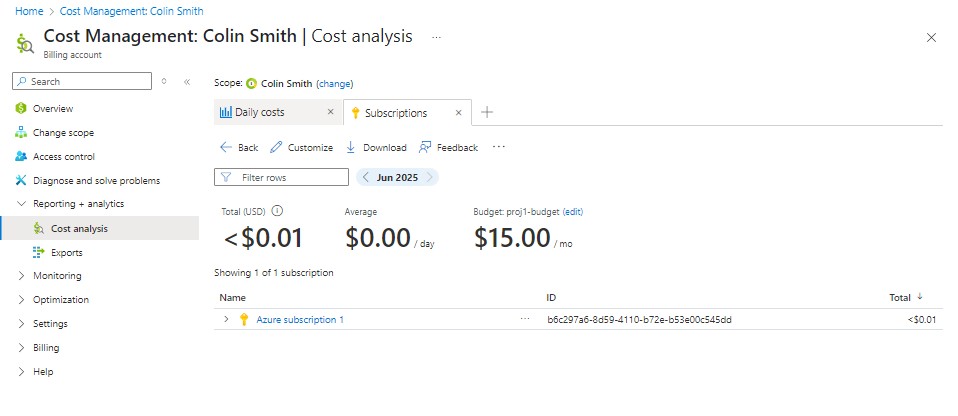 Home > Cost Management: Colin Smith
Cost Management: Colin Smith | Cost analysis ...
Billing account
Search
Overview
Change scope
Access control
Diagnose and solve problems
Reporting + analytics
Cost analysis
Exports
Monitoring
Optimization
Settings
Billing
Help
Scope: Colin Smith (change)
Daily costs
Subscriptions
Back Customize Download Feedback ...
Filter rows
Jun 2025
Total (USD) Average Budget: proj1-budget (edit)
<$0.01 $0.00 / day $15.00 / mo
Showing 1 of 1 subscription
Name ID Total ↓
Azure subscription 1 ... b6c297a6-8d59-4110-b72e-b53e00c545dd <$0.01